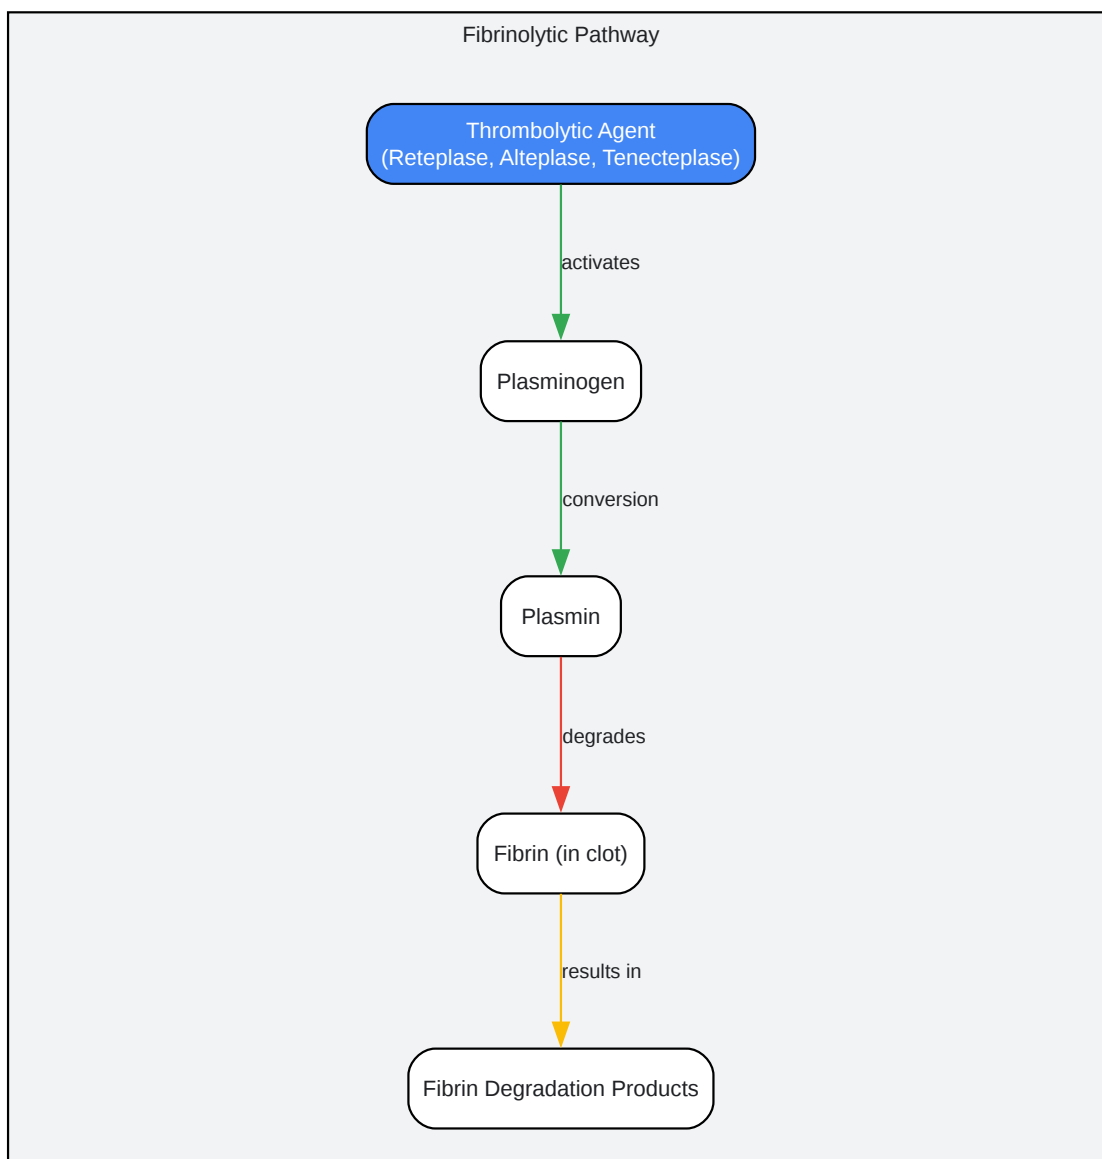 Fibrinolytic Pathway
Thrombolytic Agent
(Reteplase, Alteplase, Tenecteplase)
activates
Plasminogen
conversion
Plasmin
degrades
Fibrin (in clot)
results in
Fibrin Degradation Products